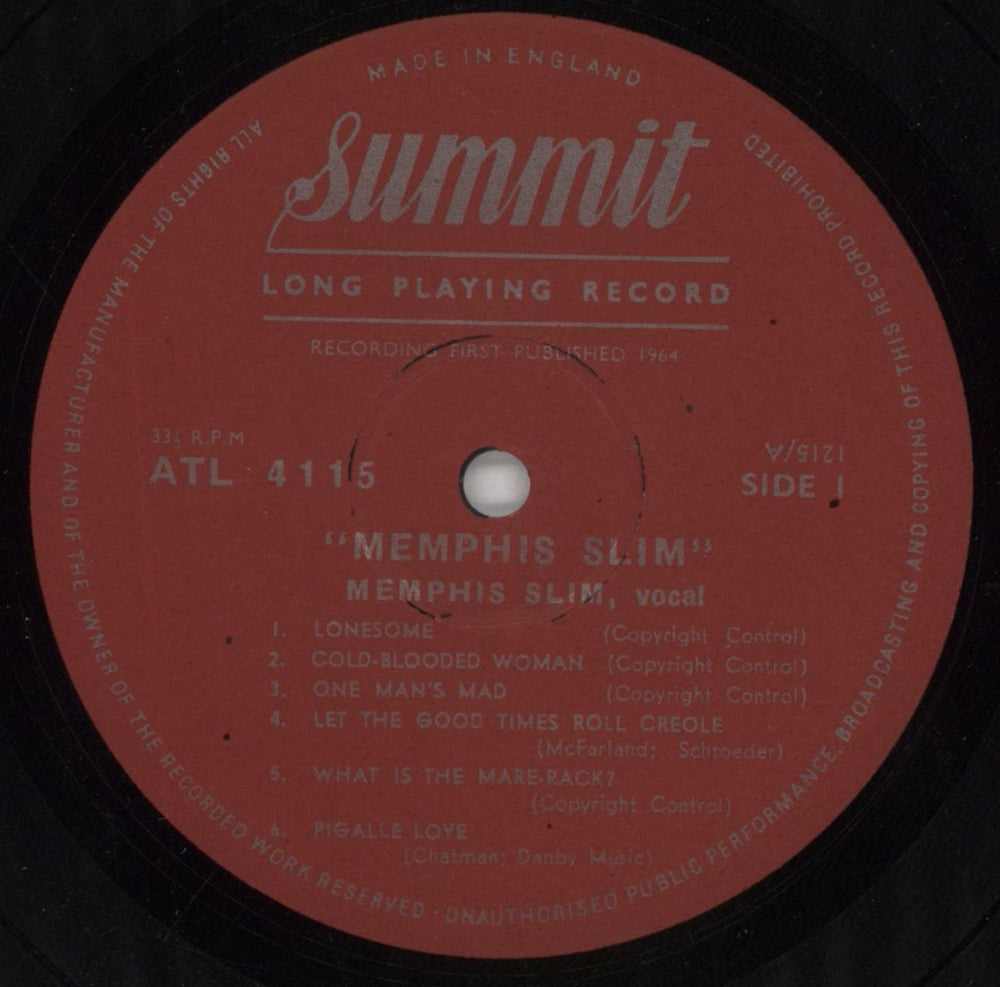 MADE IN ENGLAND
Summit
LONG PLAYING RECORD
RECORDING FIRST PUBLISHED 1964
33⅓ R.P.M
ATL 4115
1215/A
SIDE 1
“MEMPHIS SLIM”
MEMPHIS SLIM, vocal
1. LONESOME (Copyright Control)
2. COLD-BLOODED WOMAN (Copyright Control)
3. ONE MAN'S MAD (Copyright Control)
4. LET THE GOOD TIMES ROLL CREOLE
(McFarland; Schroeder)
5. WHAT IS THE MARE-RACK?
(Copyright Control)
6. PIGALLE LOVE
(Chatman; Danby Music)
ALL RIGHTS OF THE MANUFACTURER AND OF THE OWNER OF THE RECORDED WORK RESERVED · UNAUTHORISED PUBLIC PERFORMANCE, BROADCASTING AND COPYING OF THIS RECORD PROHIBITED